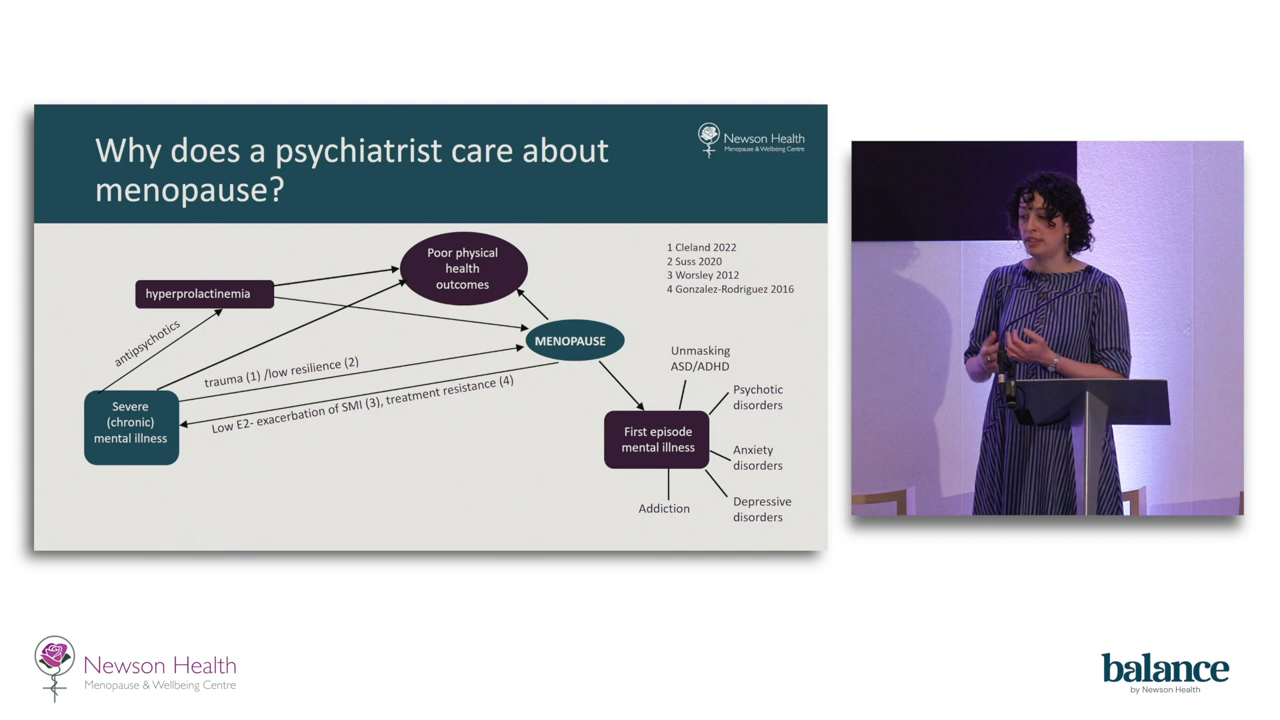 Why does a psychiatrist care about
menopause?
Newson Health
Menopause & Wellbeing Centre
Poor physical
health
outcomes
1 Cleland 2022
2 Suss 2020
3 Worsley 2012
4 Gonzalez-Rodriguez 2016
hyperprolactinemia
antipsychotics
MENOPAUSE
trauma (1) /low resilience (2)
Low E2- exacerbation of SMI (3), treatment resistance (4)
Severe
(chronic)
mental illness
Unmasking
ASD/ADHD
Psychotic
disorders
First episode
mental illness
Anxiety
disorders
Depressive
disorders
Addiction
Newson Health
Menopause & Wellbeing Centre
balance
by Newson Health